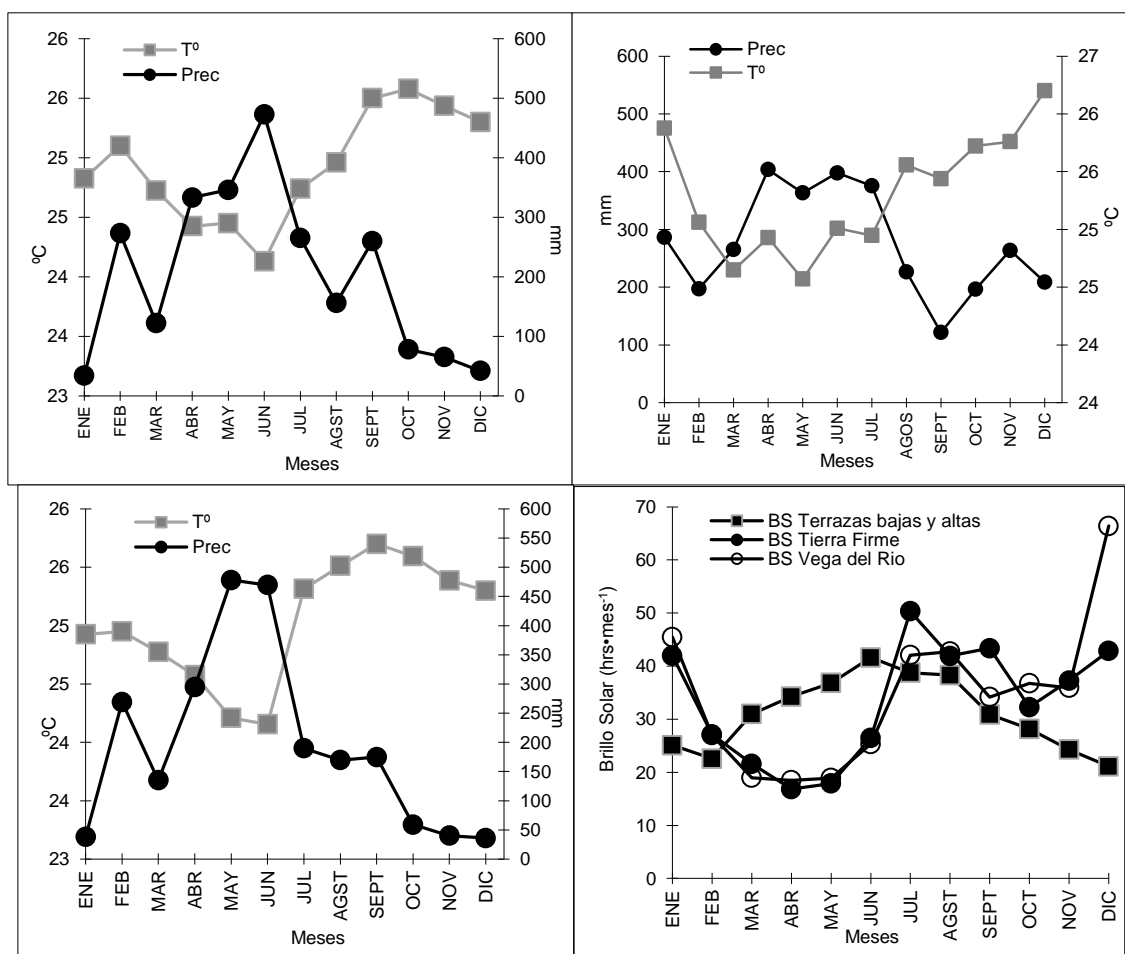 Tº
Prec
26
26
25
25
24
24
23
ºC
600
500
400
300
200
100
0
mm
ENE
FEB
MAR
ABR
MAY
JUN
JUL
AGST
SEPT
OCT
NOV
DIC
Meses
Prec
Tº
600
500
400
300
200
100
0
mm
27
26
26
25
25
24
24
ºC
ENE
FEB
MAR
ABR
MAY
JUN
JUL
AGOS
SEPT
OCT
NOV
DIC
Meses
Tº
Prec
26
26
25
25
24
24
23
ºC
600
550
500
450
400
350
300
250
200
150
100
50
0
mm
ENE
FEB
MAR
ABR
MAY
JUN
JUL
AGST
SEPT
OCT
NOV
DIC
Meses
BS Terrazas bajas y altas
BS Tierra Firme
BS Vega del Rio
70
60
50
40
30
20
10
0
Brillo Solar (hrs•mes⁻¹)
ENE
FEB
MAR
ABR
MAY
JUN
JUL
AGST
SEPT
OCT
NOV
DIC
Meses